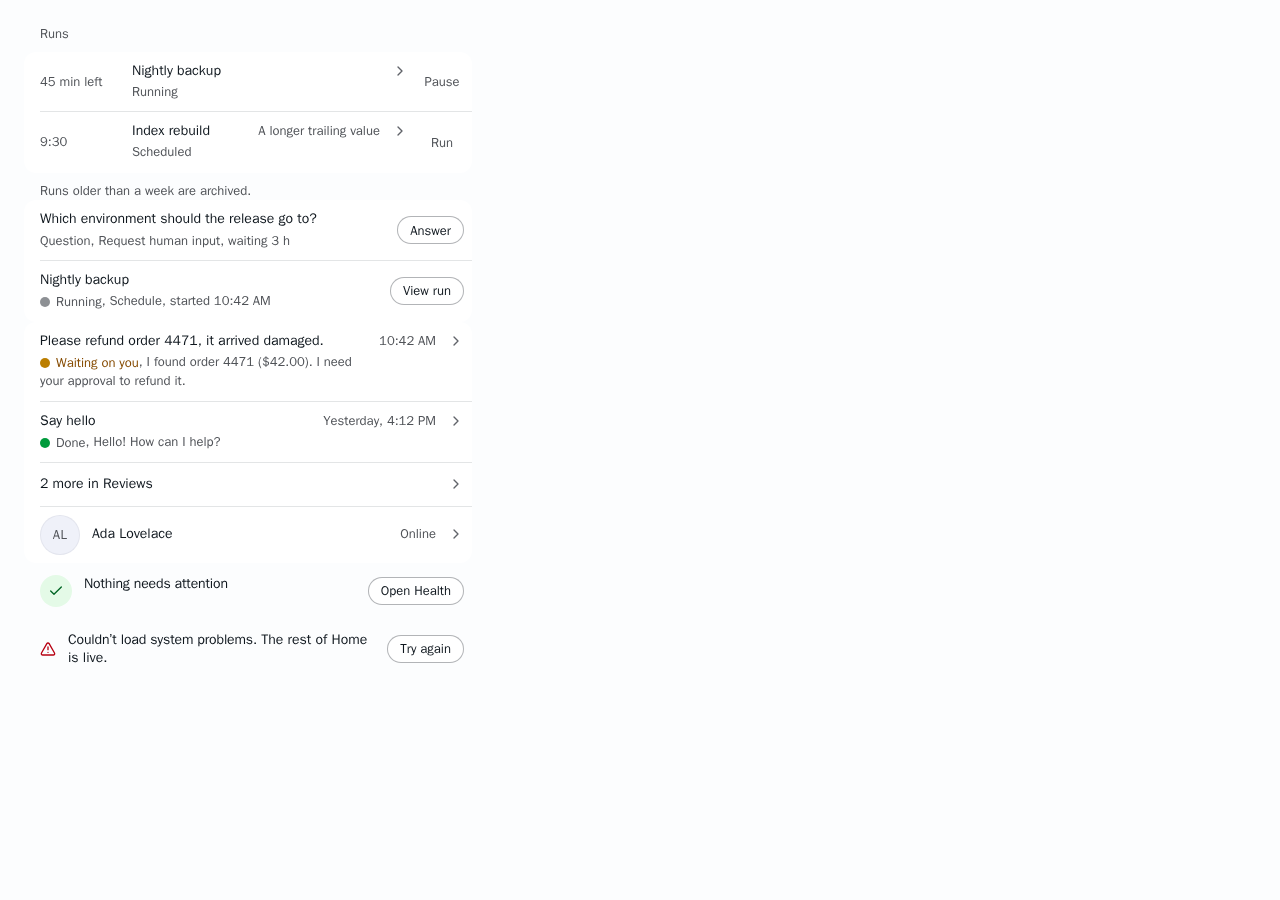 Runs
45 min left
Nightly backup
Running
Pause
9:30
Index rebuild
A longer trailing value
Scheduled
Run
Runs older than a week are archived.
Which environment should the release go to?
Question, Request human input, waiting 3 h
Answer
Nightly backup
Running, Schedule, started 10:42 AM
View run
Please refund order 4471, it arrived damaged.
10:42 AM
Waiting on you, I found order 4471 ($42.00). I need
your approval to refund it.
Say hello
Yesterday, 4:12 PM
Done, Hello! How can I help?
2 more in Reviews
AL
Ada Lovelace
Online
Nothing needs attention
Open Health
Couldn’t load system problems. The rest of Home
is live.
Try again